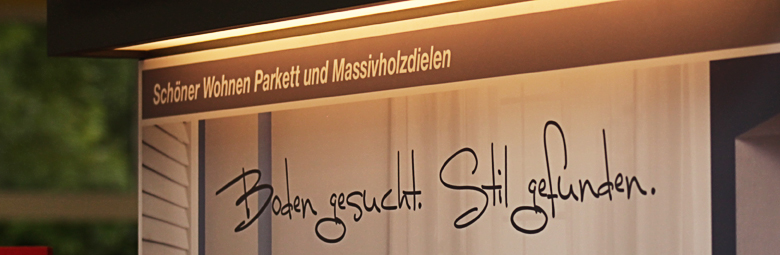 Schöner Wohnen Parkett und Massivholzdielen
Boden gesucht. Stil gefunden.